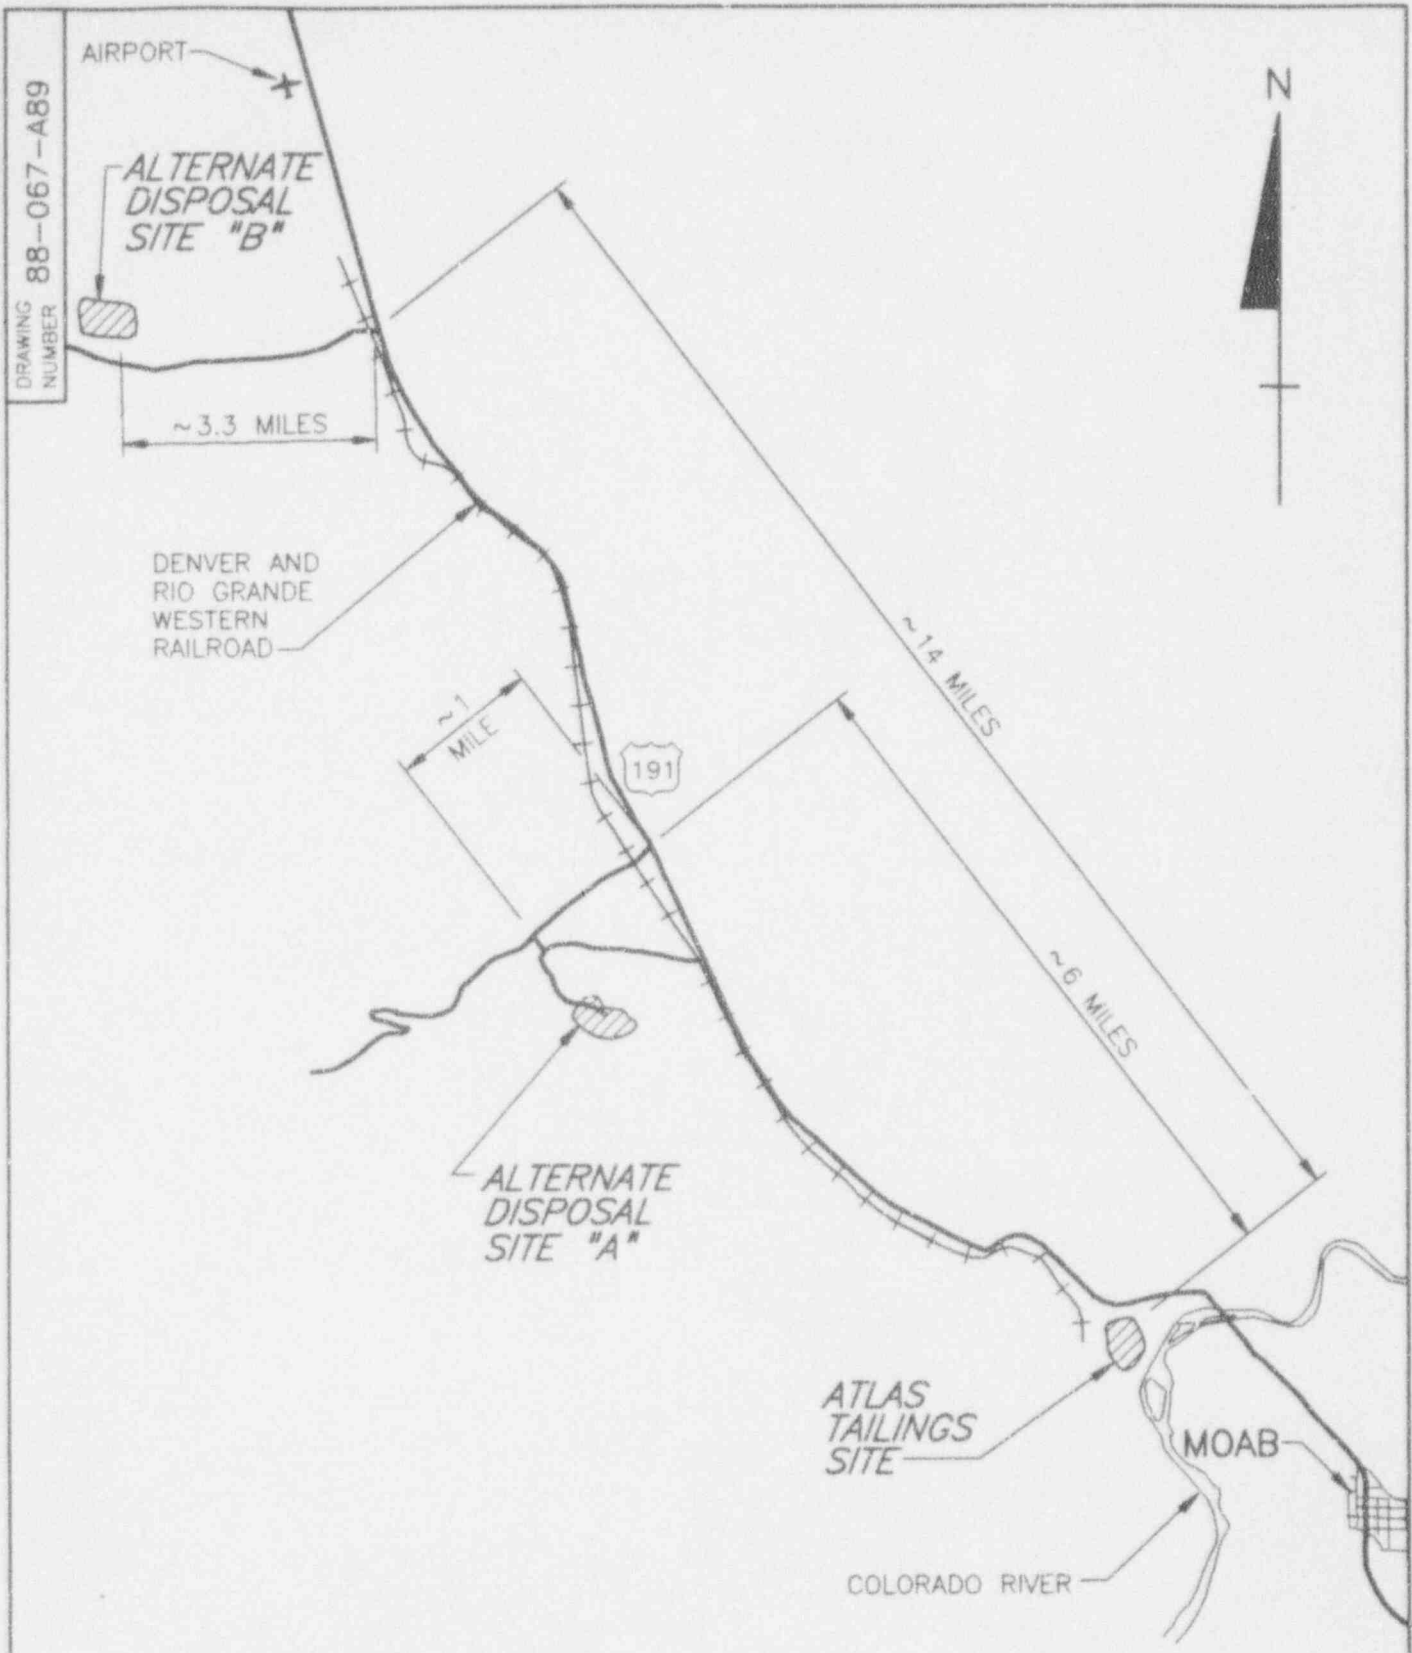 DRAWING
NUMBER
88-067-A89
AIRPORT
N
ALTERNATE
DISPOSAL
SITE "B"
~3.3 MILES
DENVER AND
RIO GRANDE
WESTERN
RAILROAD
~14 MILES
~1
MILE
191
~6 MILES
ALTERNATE
DISPOSAL
SITE "A"
ATLAS
TAILINGS
SITE
MOAB
COLORADO RIVER